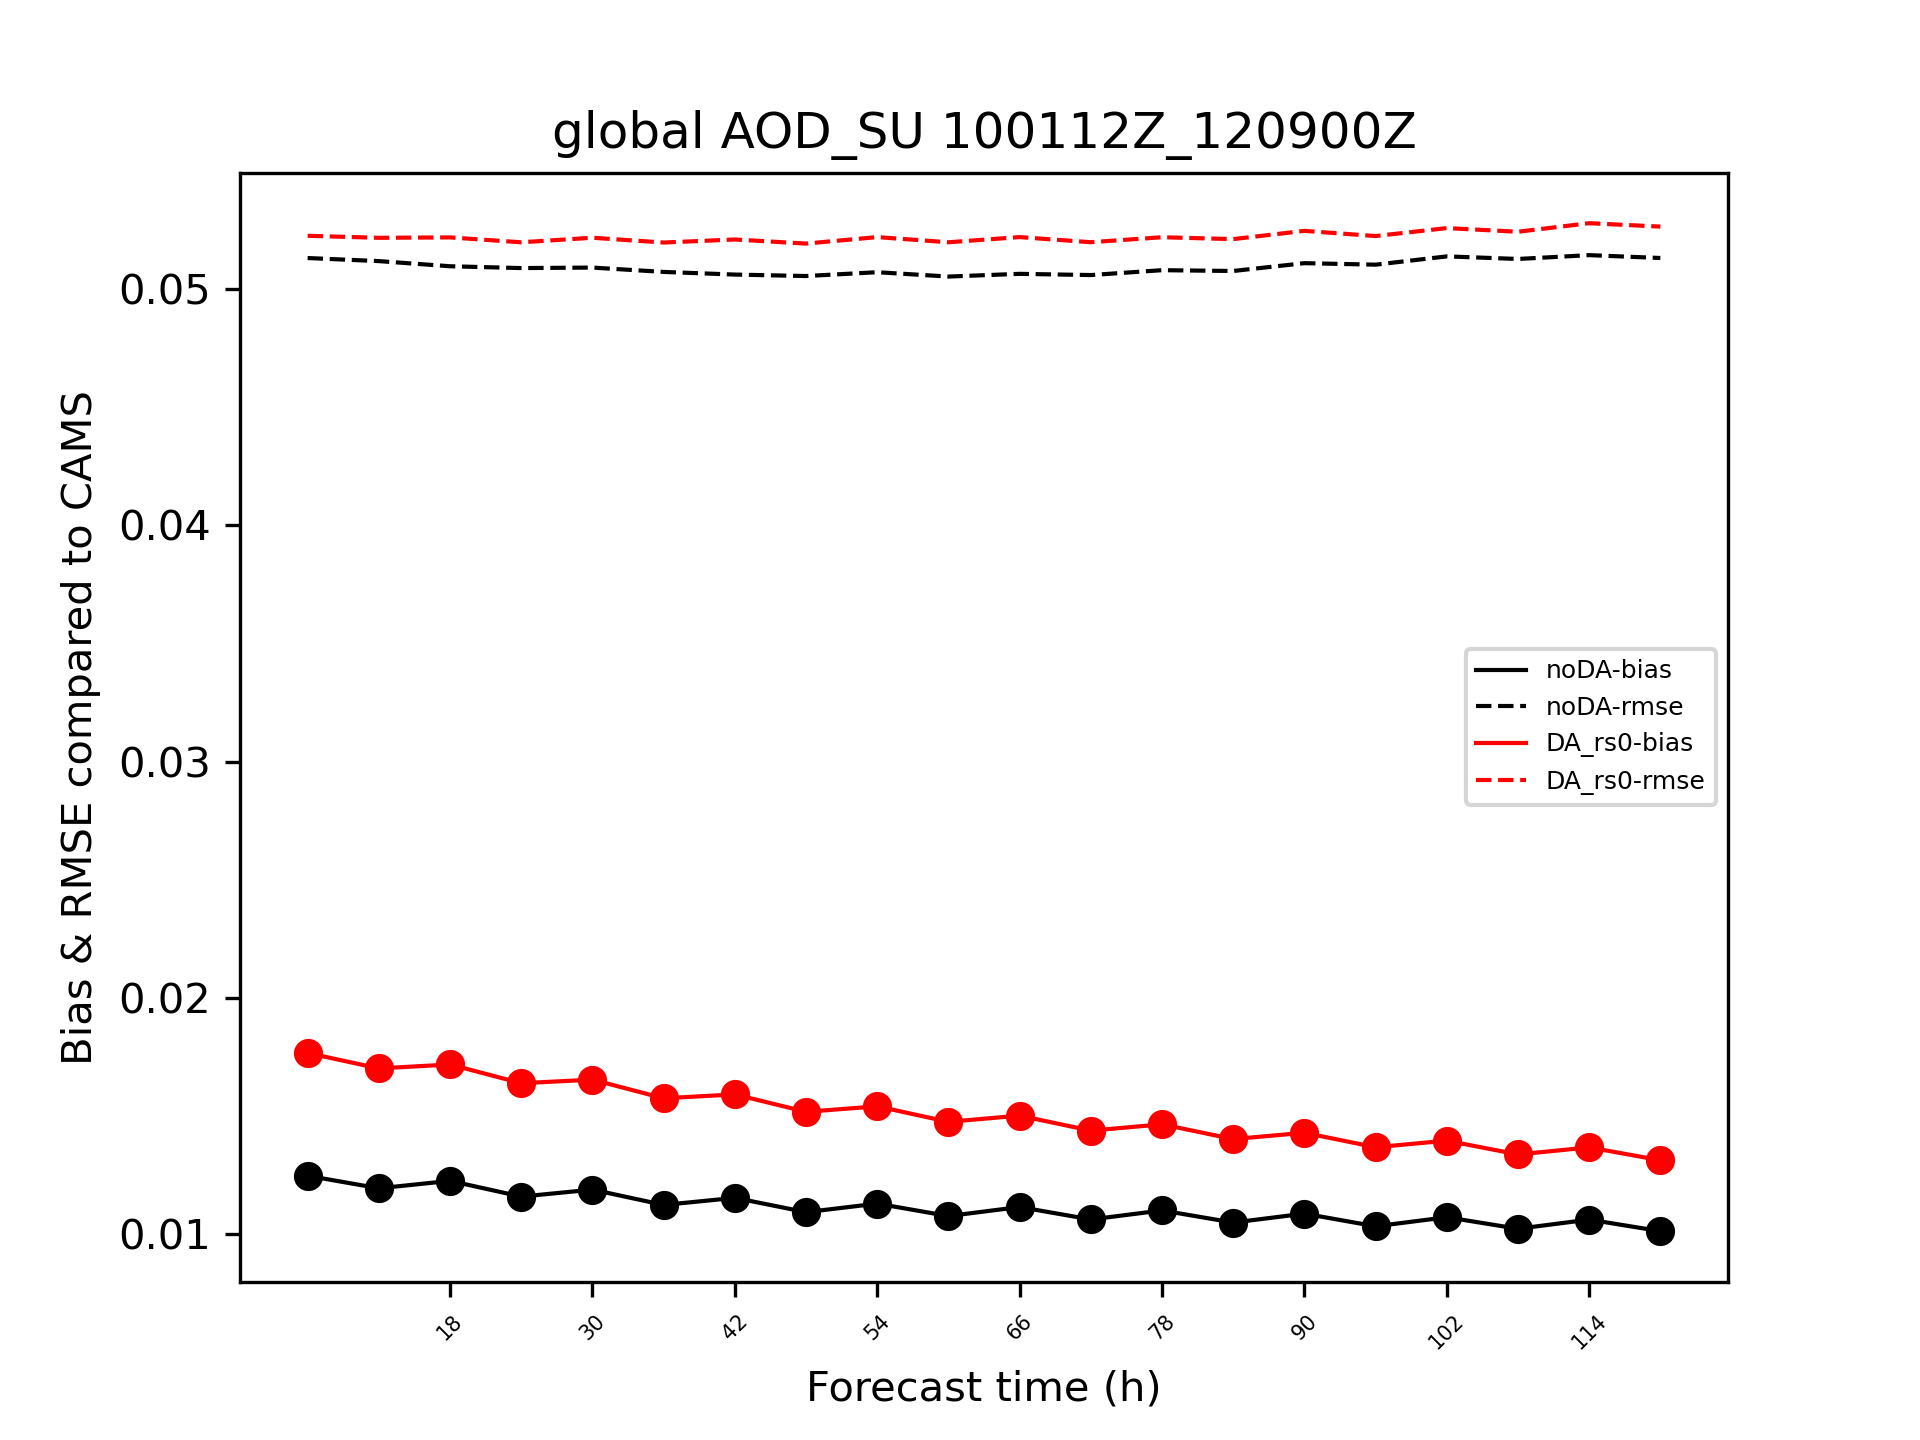 global AOD_SU 100112Z_120900Z
Bias & RMSE compared to CAMS
0.05
0.04
0.03
0.02
0.01
noDA-bias
noDA-rmse
DA_rs0-bias
DA_rs0-rmse
18 30 42 54 66 78 90 102 114
Forecast time (h)